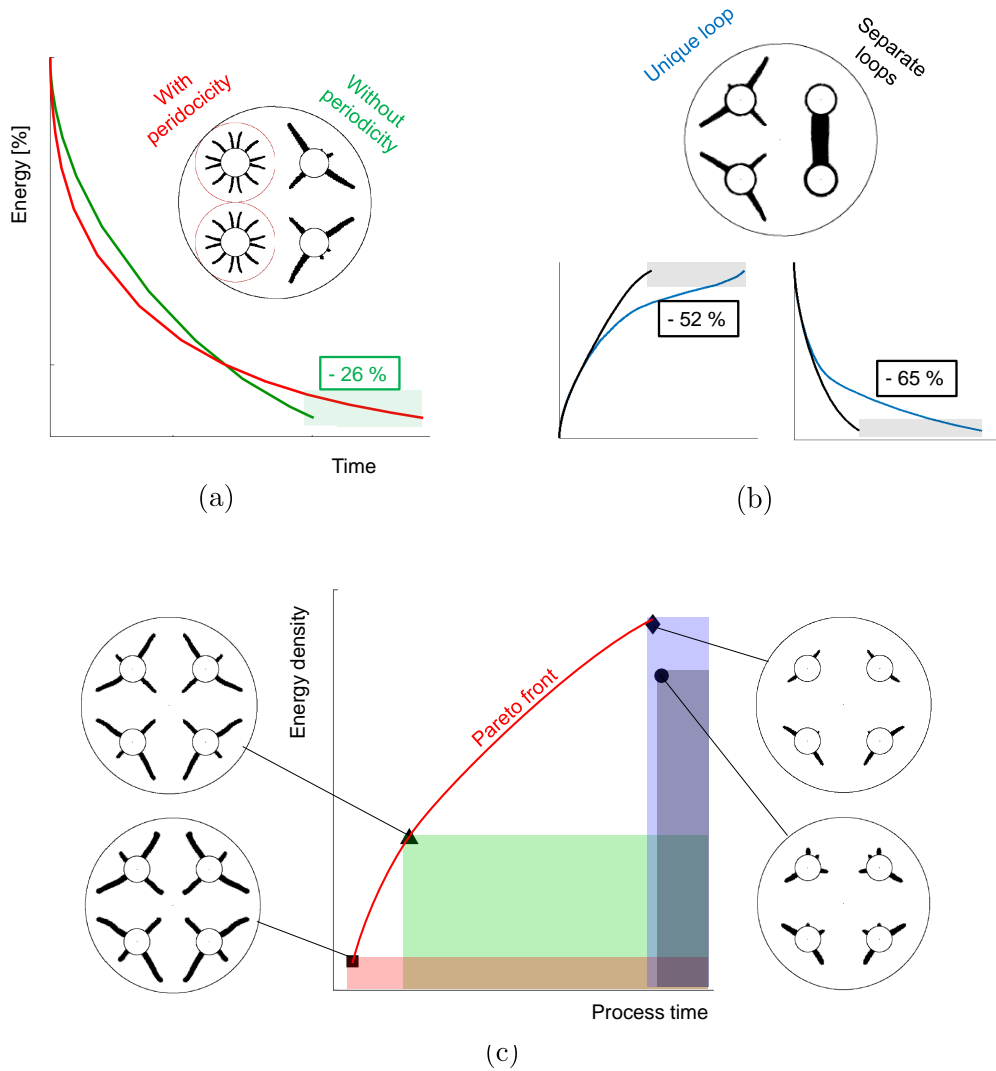 With
peridocicity
Without
periodicity
Energy [%]
- 26 %
Time
(a)
Unique loop
Separate
loops
- 52 %
- 65 %
(b)
Energy density
Pareto front
Process time
(c)